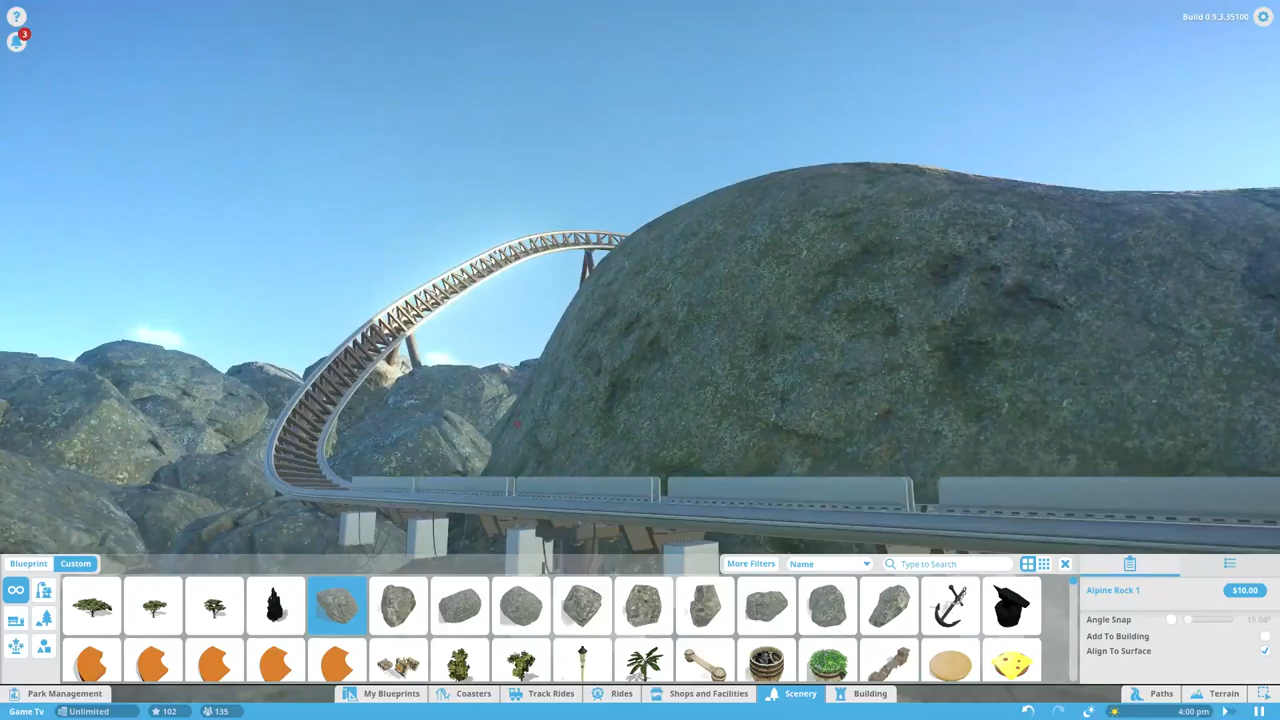 ?
Build 0.9.3.35100
3
Blueprint
Custom
More Filters
Name
Type to Search
Alpine Rock 1
$10.00
Angle Snap
15.00°
Add To Building
Align To Surface
Park Management
My Blueprints
Coasters
Track Rides
Rides
Shops and Facilities
Scenery
Building
Paths
Terrain
Game Tv
Unlimited
102
135
4:00 pm